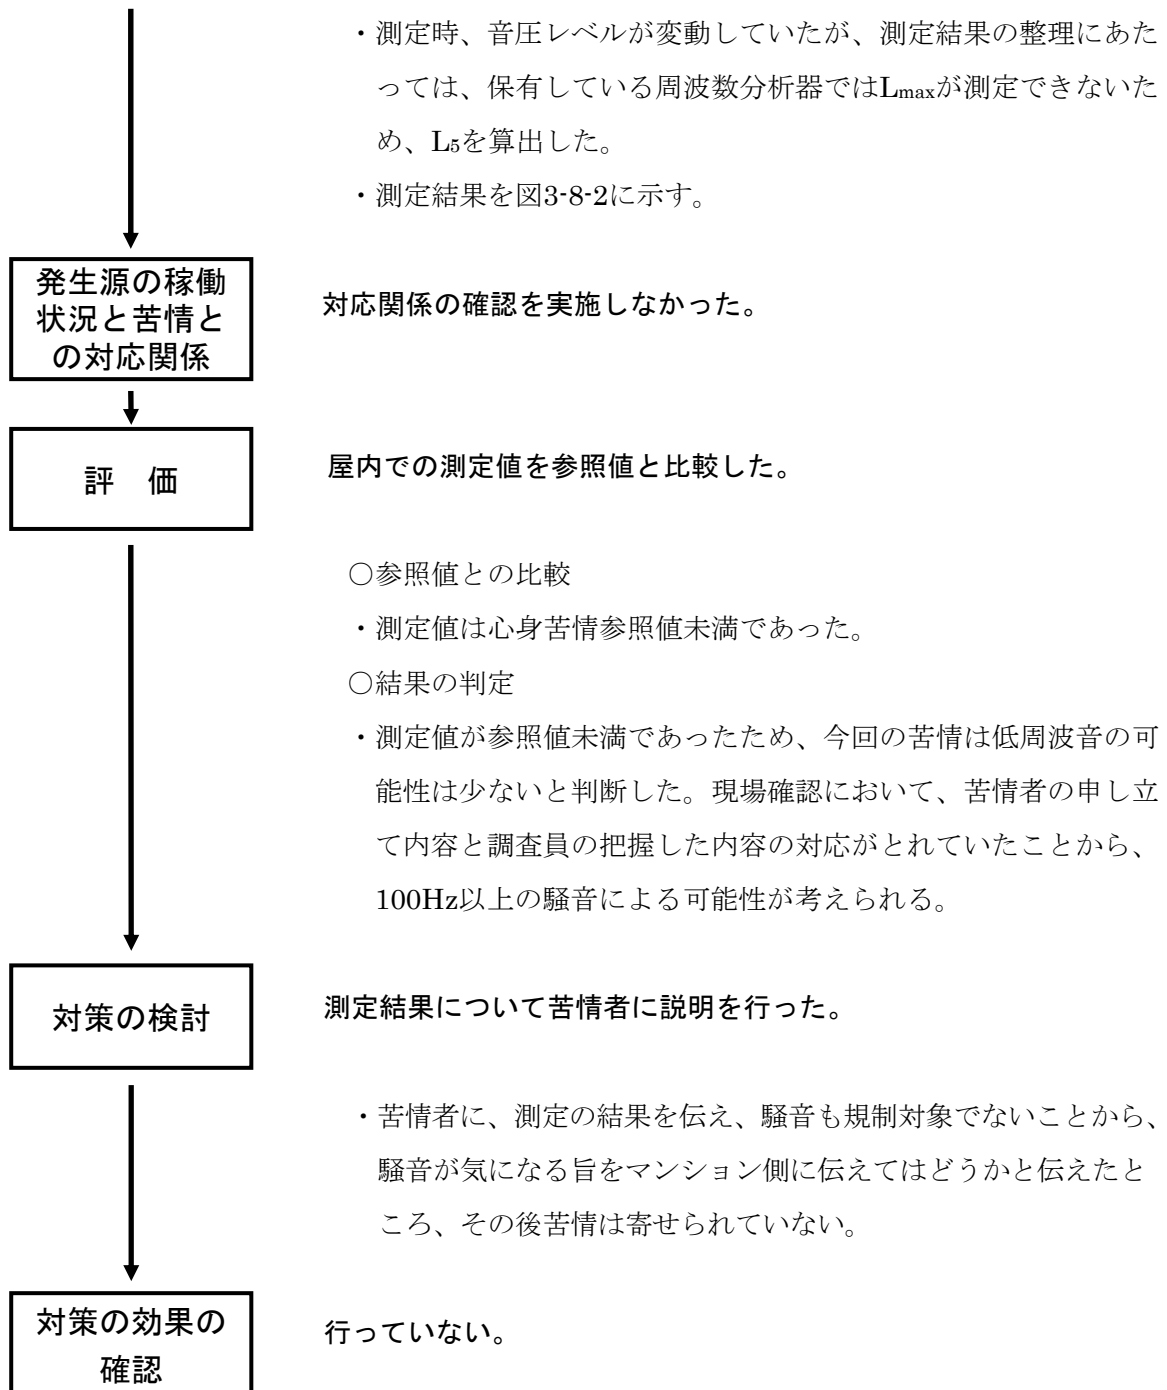 ・測定時、音圧レベルが変動していたが、測定結果の整理にあた
っては、保有している周波数分析器ではLmaxが測定できないた
め、L5を算出した。
・測定結果を図3-8-2に示す。
発生源の稼働
状況と苦情と
の対応関係
対応関係の確認を実施しなかった。
評 価
屋内での測定値を参照値と比較した。
○参照値との比較
・測定値は心身苦情参照値未満であった。
○結果の判定
・測定値が参照値未満であったため、今回の苦情は低周波音の可
能性は少ないと判断した。現場確認において、苦情者の申し立
て内容と調査員の把握した内容の対応がとれていたことから、
100Hz以上の騒音による可能性が考えられる。
対策の検討
測定結果について苦情者に説明を行った。
・苦情者に、測定の結果を伝え、騒音も規制対象でないことから、
騒音が気になる旨をマンション側に伝えてはどうかと伝えたと
ころ、その後苦情は寄せられていない。
対策の効果の
確認
行っていない。